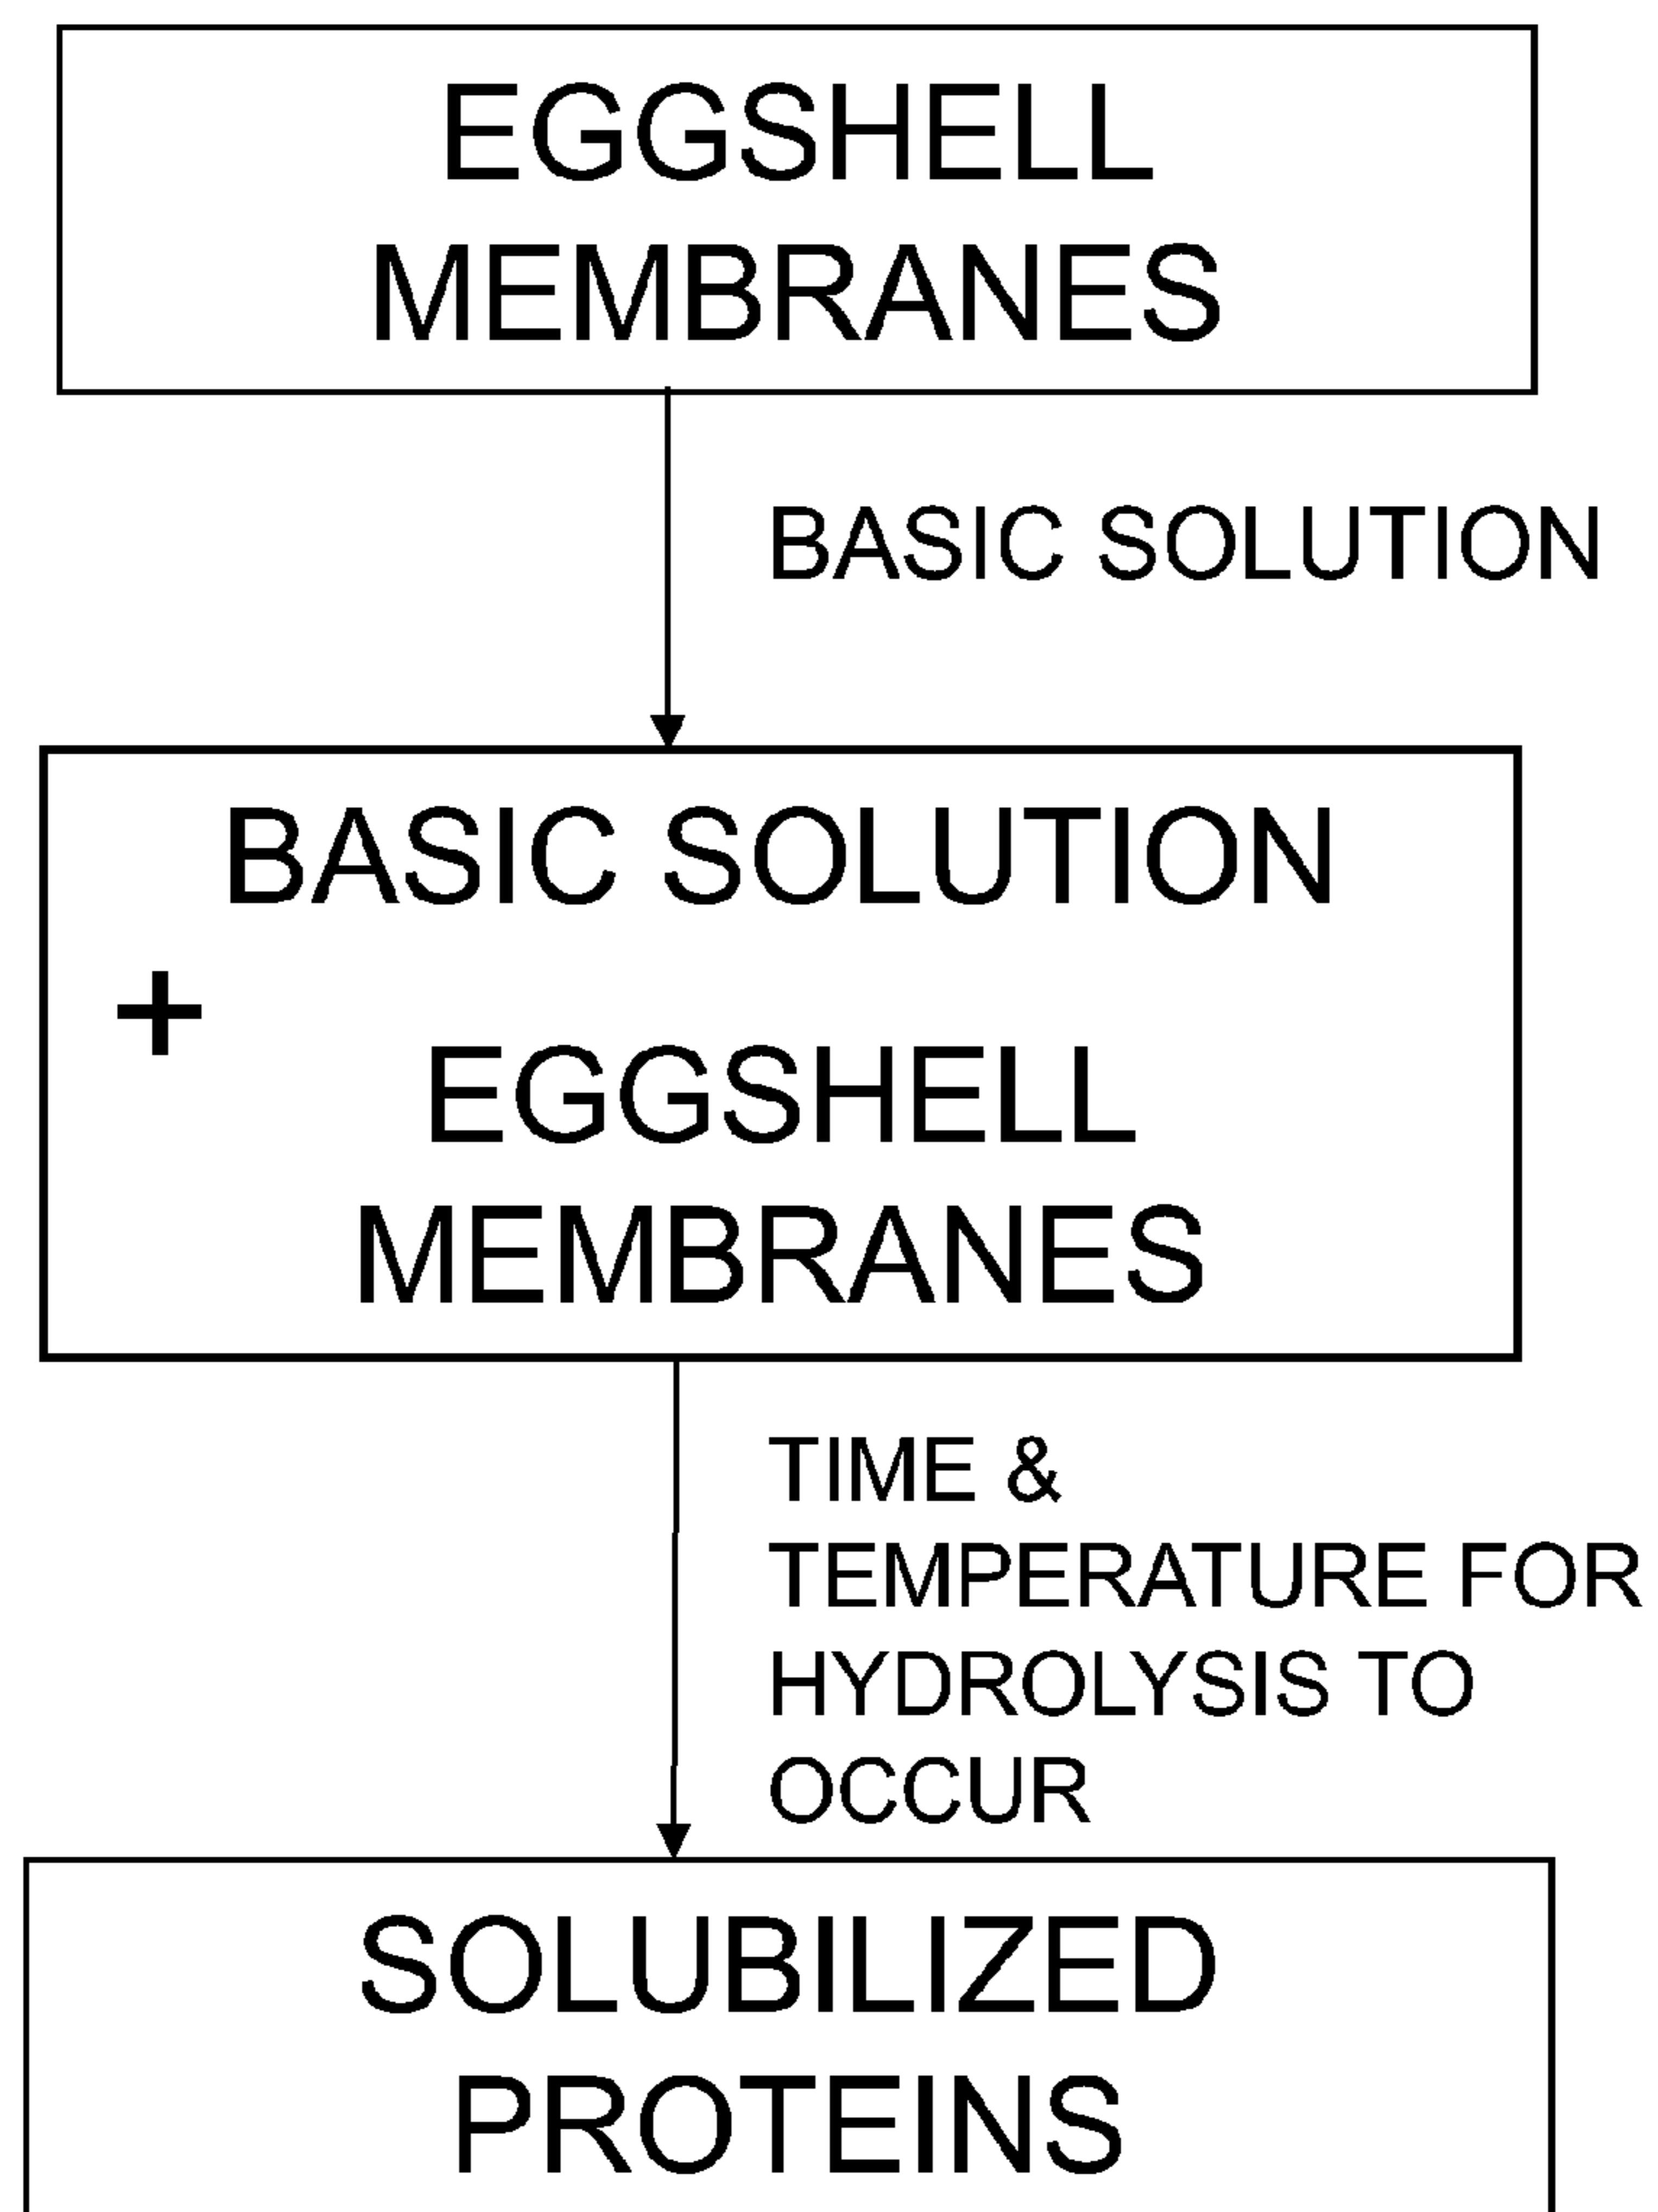 EGGSHELL
MEMBRANES
BASIC SOLUTION
BASIC SOLUTION
+
EGGSHELL
MEMBRANES
TIME &
TEMPERATURE FOR
HYDROLYSIS TO
OCCUR
SOLUBILIZED
PROTEINS